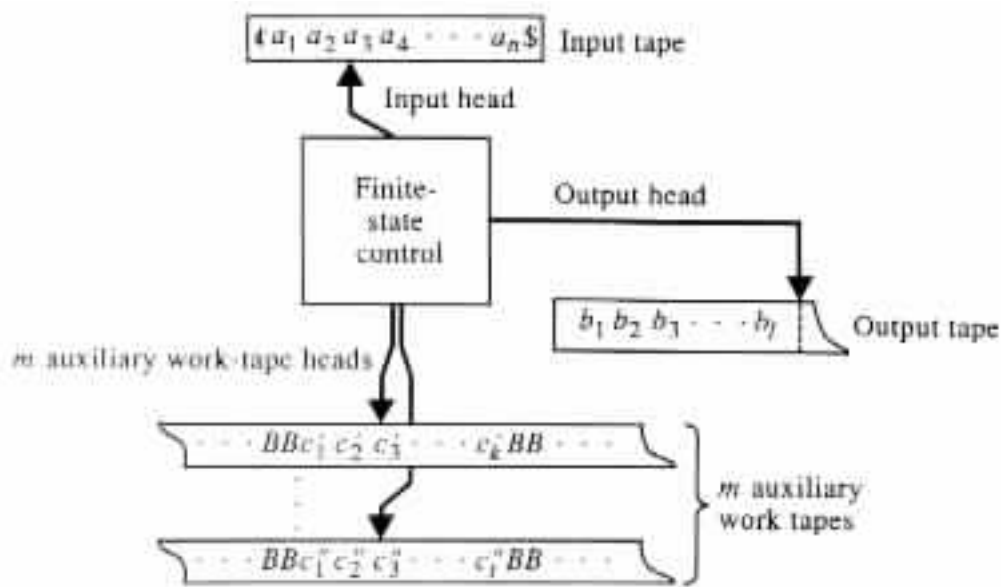 ¢ a₁ a₂ a₃ a₄ · · · aₙ $
Input tape
Input head
Finite-
state
control
Output head
b₁ b₂ b₃ · · · bₗ
Output tape
m auxiliary work-tape heads
· · · BBc′₁ c′₂ c′₃ · · · c′ₖBB · · ·
m auxiliary
work tapes
· · · BBc″₁ c″₂ c″₃ · · · BB · · ·